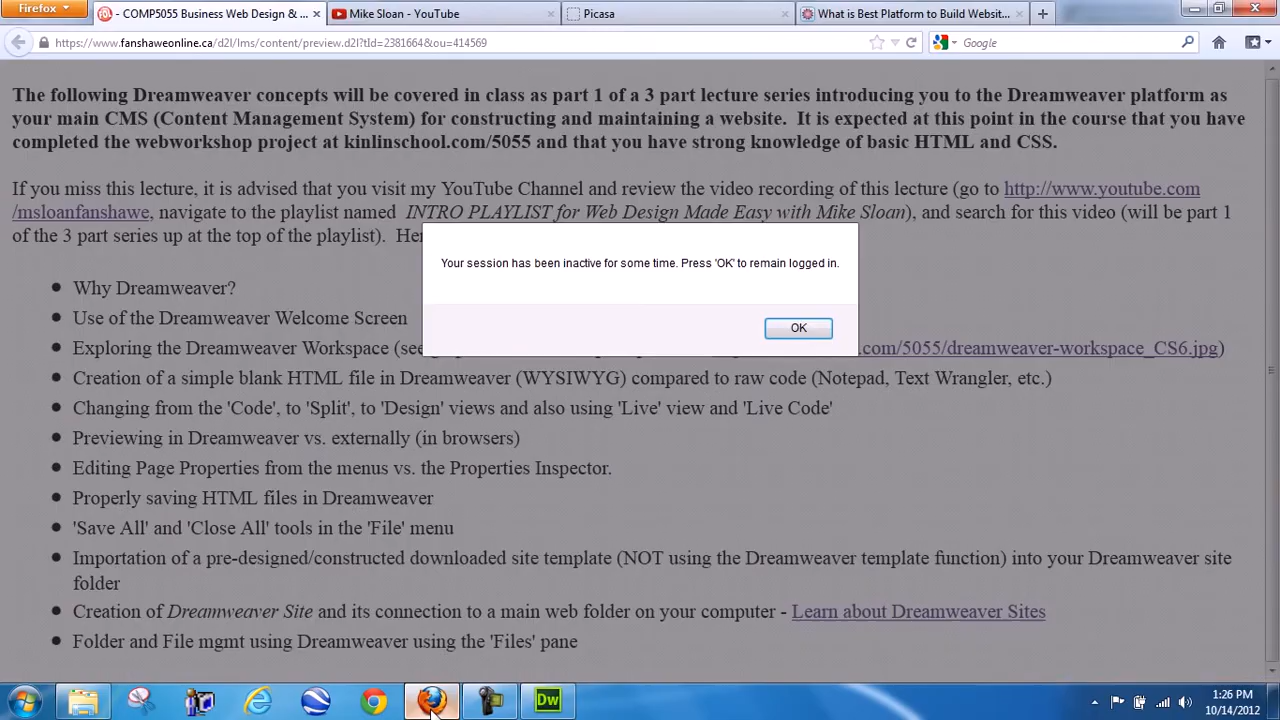 Firefox
- COMP5055 Business Web Design & ...
Mike Sloan - YouTube
Picasa
What is Best Platform to Build Websit...
https://www.fanshaweonline.ca/d2l/lms/content/preview.d2l?tId=2381664&ou=414569
Google
The following Dreamweaver concepts will be covered in class as part 1 of a 3 part lecture series introducing you to the Dreamweaver platform as
your main CMS (Content Management System) for constructing and maintaining a website. It is expected at this point in the course that you have
completed the webworkshop project at kinlinschool.com/5055 and that you have strong knowledge of basic HTML and CSS.
If you miss this lecture, it is advised that you visit my YouTube Channel and review the video recording of this lecture (go to http://www.youtube.com
/msloanfanshawe, navigate to the playlist named INTRO PLAYLIST for Web Design Made Easy with Mike Sloan), and search for this video (will be part 1
of the 3 part series up at the top of the playlist). Her
Your session has been inactive for some time. Press 'OK' to remain logged in.
OK
Why Dreamweaver?
Use of the Dreamweaver Welcome Screen
Exploring the Dreamweaver Workspace (see .com/5055/dreamweaver-workspace_CS6.jpg)
Creation of a simple blank HTML file in Dreamweaver (WYSIWYG) compared to raw code (Notepad, Text Wrangler, etc.)
Changing from the 'Code', to 'Split', to 'Design' views and also using 'Live' view and 'Live Code'
Previewing in Dreamweaver vs. externally (in browsers)
Editing Page Properties from the menus vs. the Properties Inspector.
Properly saving HTML files in Dreamweaver
'Save All' and 'Close All' tools in the 'File' menu
Importation of a pre-designed/constructed downloaded site template (NOT using the Dreamweaver template function) into your Dreamweaver site
folder
Creation of Dreamweaver Site and its connection to a main web folder on your computer - Learn about Dreamweaver Sites
Folder and File mgmt using Dreamweaver using the 'Files' pane
Dw
1:26 PM
10/14/2012